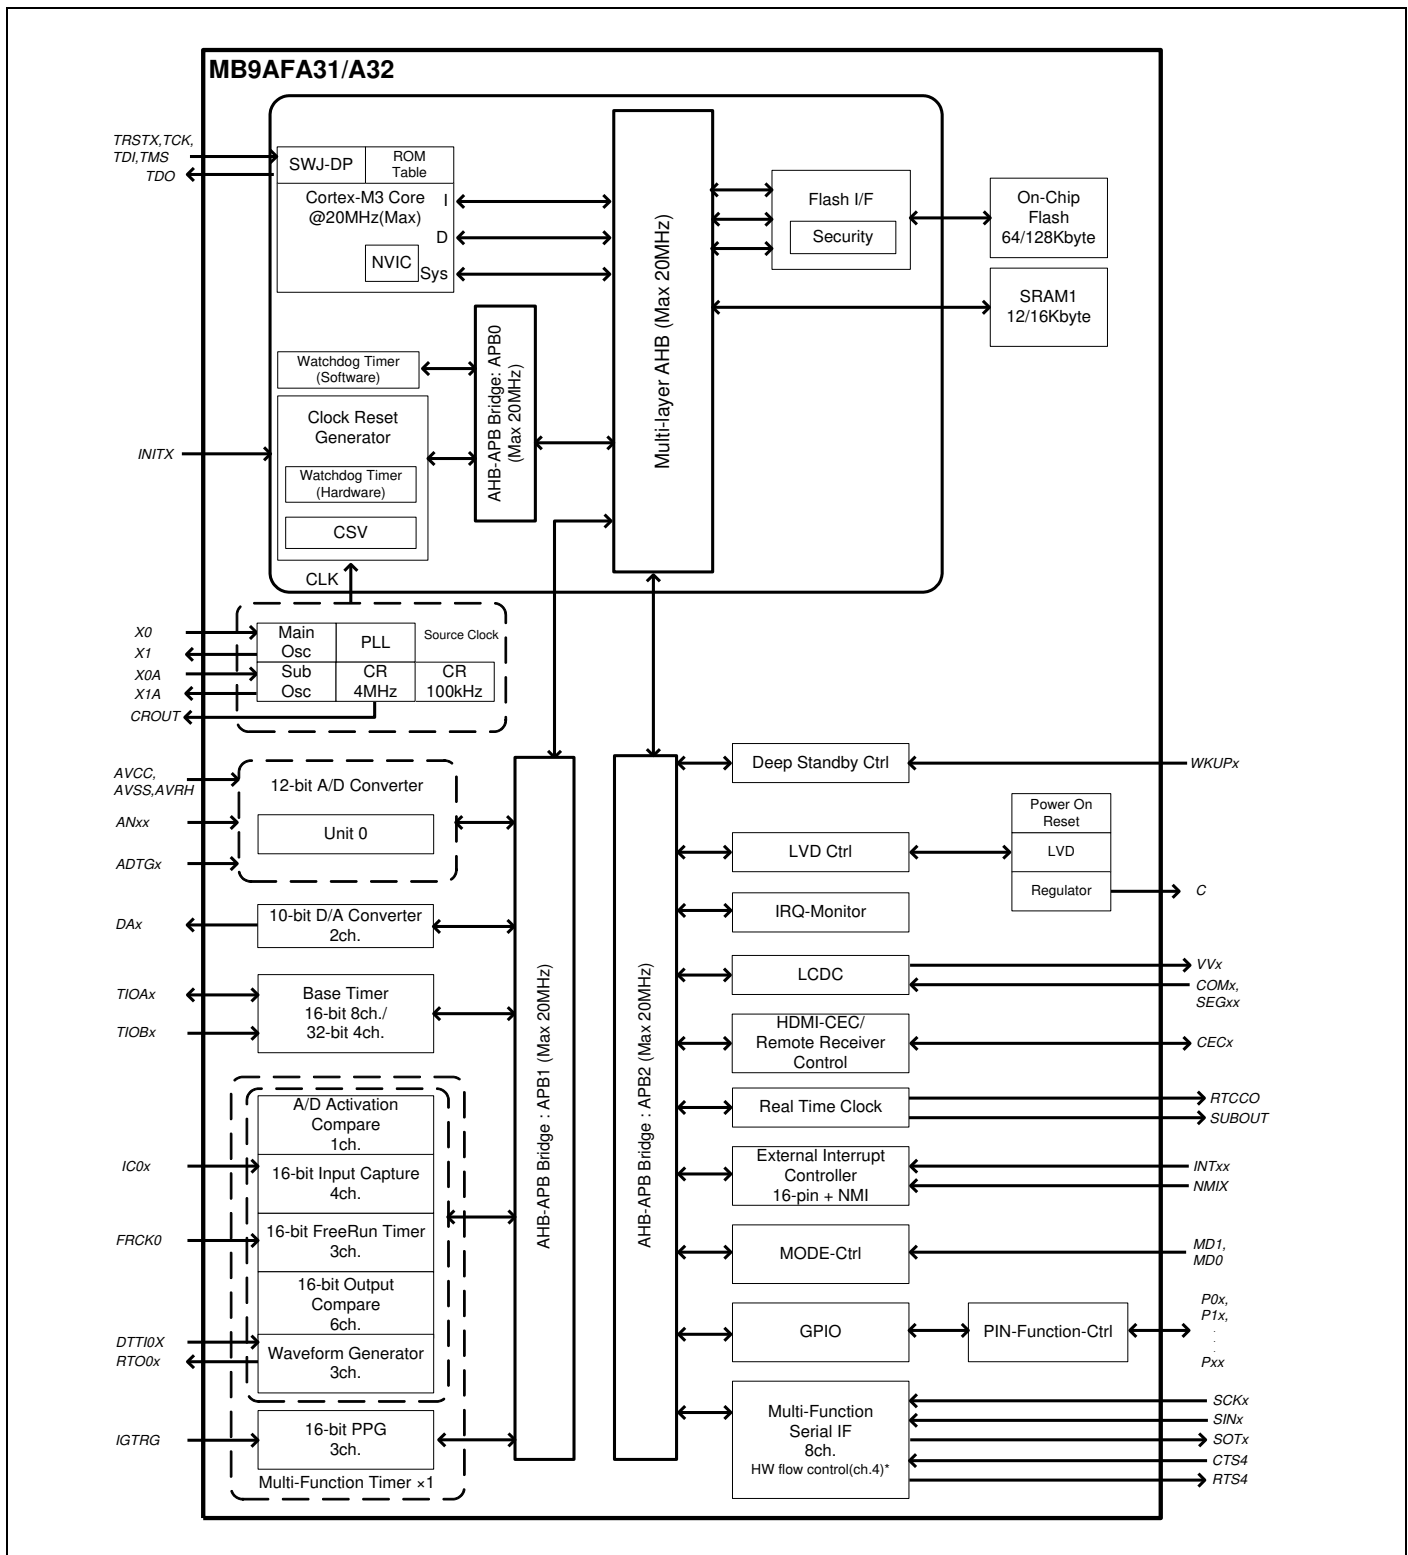 MB9AFA31/A32
TRSTX,TCK,
TDI,TMS
TDO
SWJ-DP
ROM
Table
Cortex-M3 Core
@20MHz(Max)
I
D
Sys
NVIC
Multi-layer AHB (Max 20MHz)
Flash I/F
Security
On-Chip
Flash
64/128Kbyte
SRAM1
12/16Kbyte
AHB-APB Bridge: APB0
(Max 20MHz)
Watchdog Timer
(Software)
Clock Reset
Generator
Watchdog Timer
(Hardware)
CSV
INITX
CLK
X0
X1
X0A
X1A
CROUT
Main
Osc
PLL
Source Clock
Sub
Osc
CR
4MHz
CR
100kHz
AVCC,
AVSS,AVRH
ANxx
ADTGx
12-bit A/D Converter
Unit 0
DAx
10-bit D/A Converter
2ch.
TIOAx
TIOBx
Base Timer
16-bit 8ch./
32-bit 4ch.
A/D Activation
Compare
1ch.
IC0x
16-bit Input Capture
4ch.
FRCK0
16-bit FreeRun Timer
3ch.
16-bit Output
Compare
6ch.
DTTI0X
RTO0x
Waveform Generator
3ch.
IGTRG
16-bit PPG
3ch.
Multi-Function Timer ×1
AHB-APB Bridge : APB1 (Max 20MHz)
AHB-APB Bridge : APB2 (Max 20MHz)
Deep Standby Ctrl
WKUPx
LVD Ctrl
Power On
Reset
LVD
Regulator
C
IRQ-Monitor
LCDC
VVx
COMx,
SEGxx
HDMI-CEC/
Remote Receiver
Control
CECx
Real Time Clock
RTCCO
SUBOUT
External Interrupt
Controller
16-pin + NMI
INTxx
NMIX
MODE-Ctrl
MD1,
MD0
GPIO
PIN-Function-Ctrl
P0x,
P1x,
.
.
.
Pxx
Multi-Function
Serial IF
8ch.
HW flow control(ch.4)*
SCKx
SINx
SOTx
CTS4
RTS4